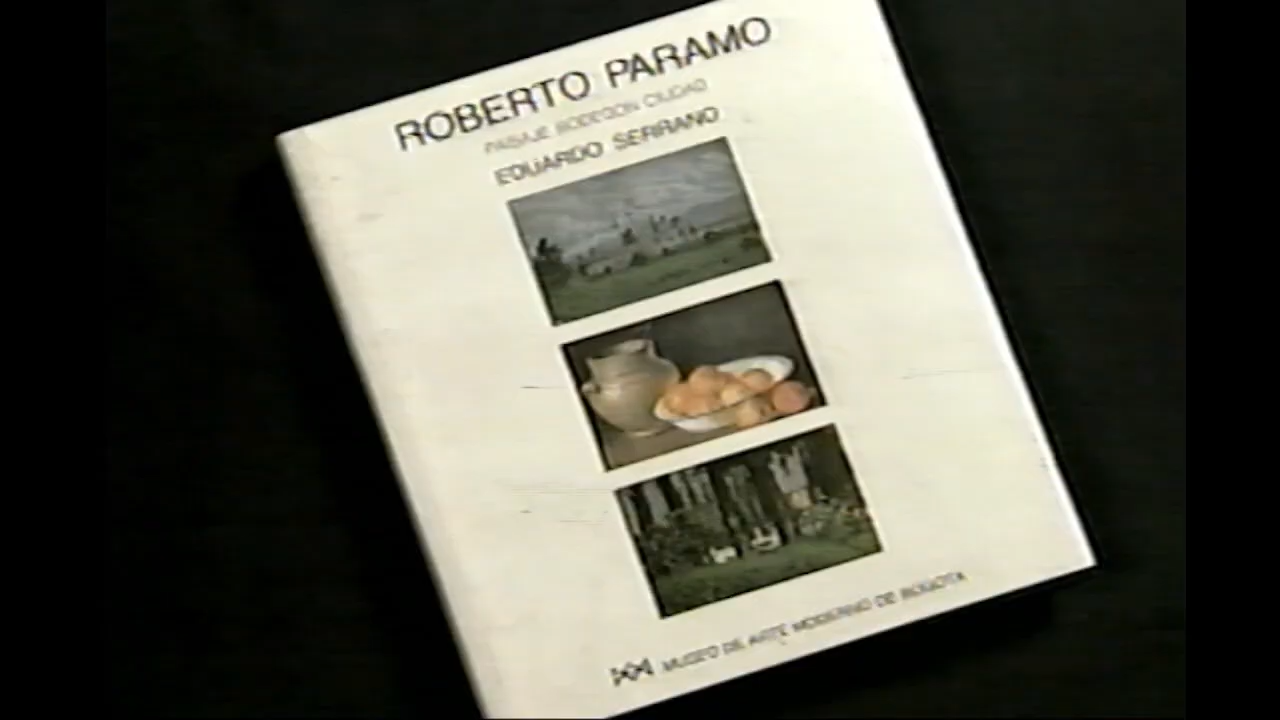 ROBERTO PARAMO
PAISAJE BODEGON CIUDAD
EDUARDO SERRANO
MUSEO DE ARTE MODERNO DE BOGOTA